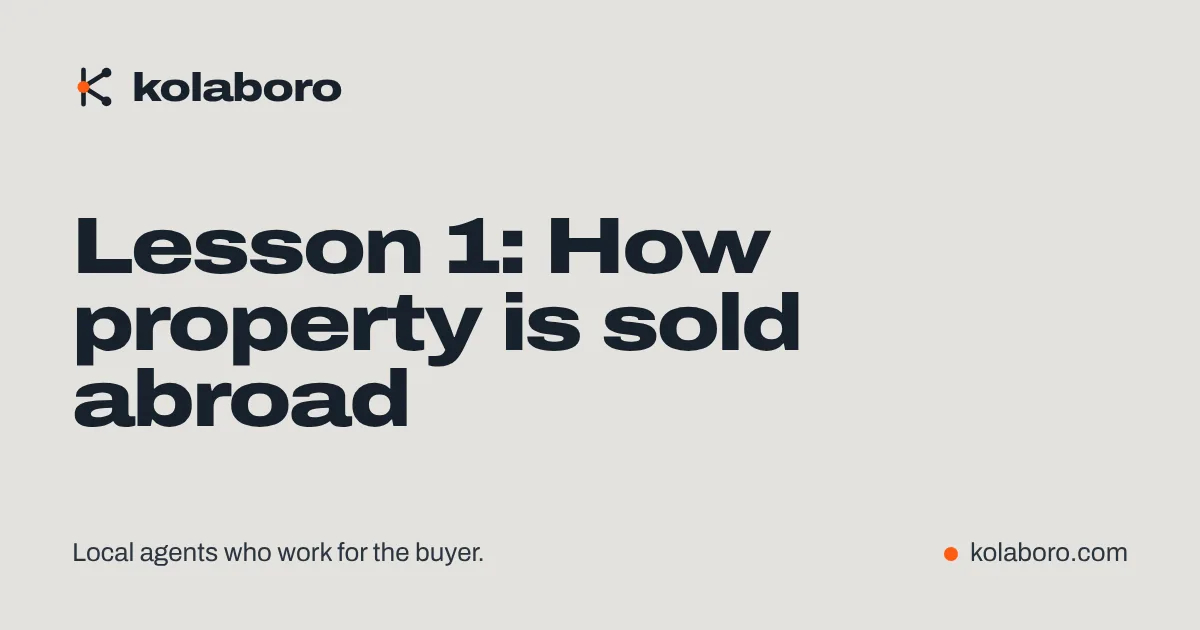 kolaboro
Lesson 1: How
property is sold
abroad
Local agents who work for the buyer.
kolaboro.com